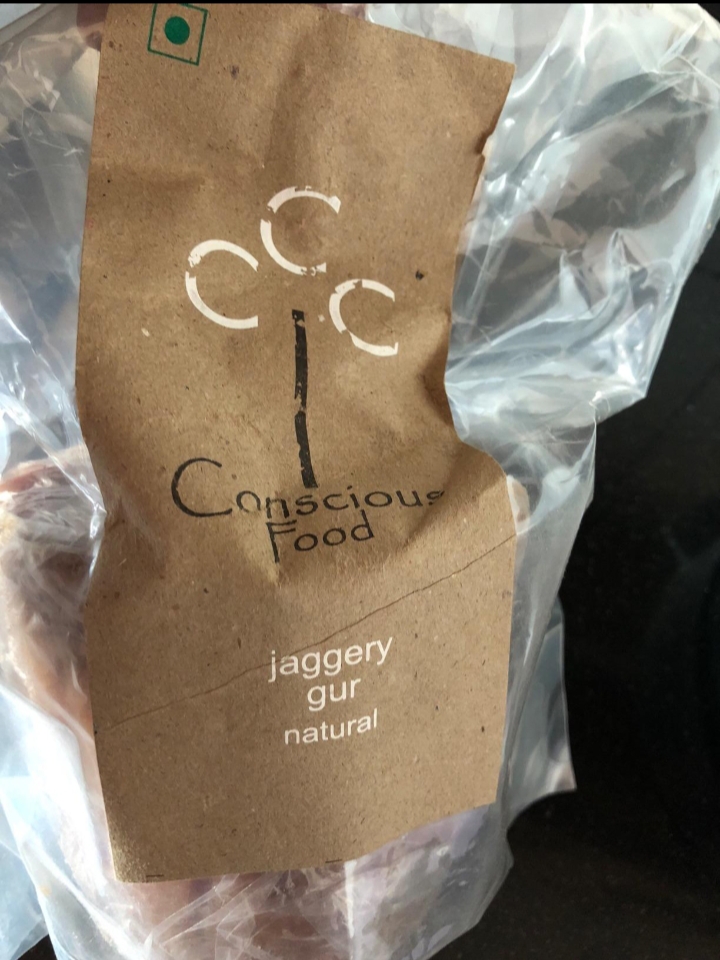 Conscious
Food
jaggery
gur
natural